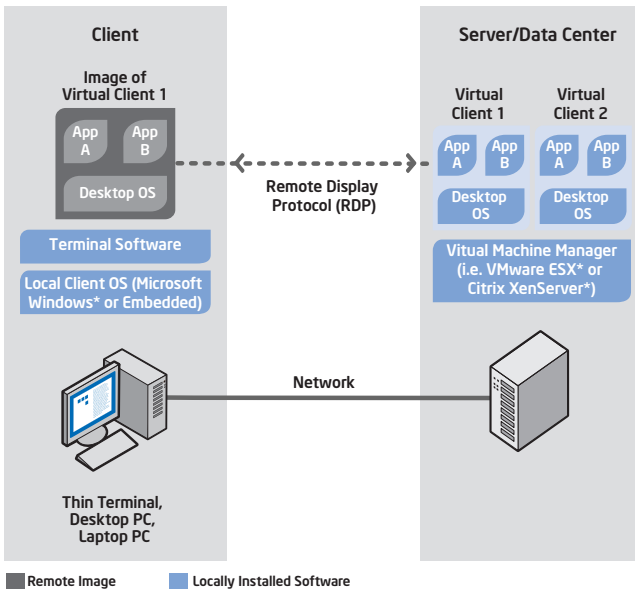 Client
Server/Data Center
Image of
Virtual Client 1
App
A
App
B
Desktop OS
Remote Display
Protocol (RDP)
Virtual
Client 1
Virtual
Client 2
App
A
App
B
App
A
App
B
Desktop
OS
Desktop
OS
Terminal Software
Local Client OS (Microsoft
Windows* or Embedded)
Vitual Machine Manager
(i.e. VMware ESX* or
Citrix XenServer*)
Network
Thin Terminal,
Desktop PC,
Laptop PC
Remote Image
Locally Installed Software